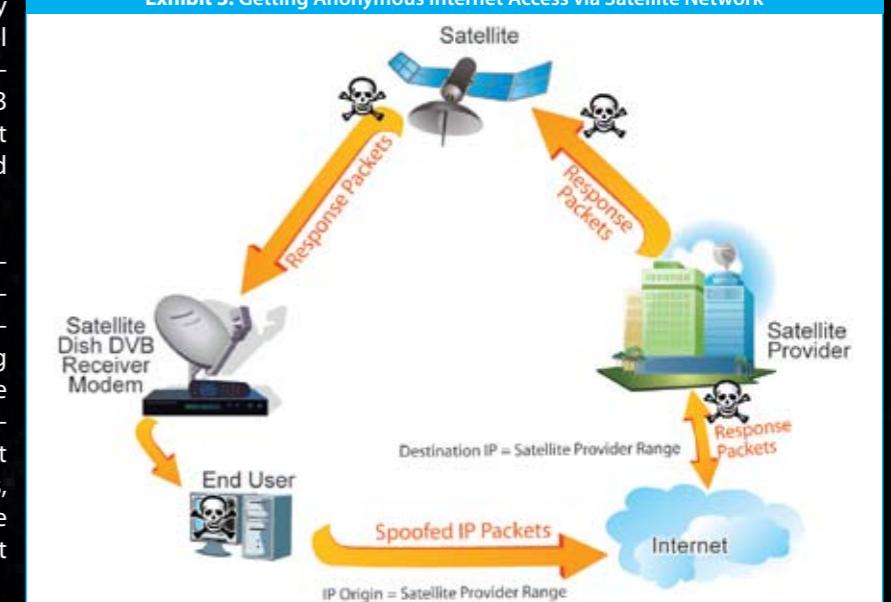 Exhibit 5: Getting Anonymous Internet Access via Satellite Network
Satellite
Response Packets
Response
Packets
Satellite
Dish DVB
Receiver
Modem
Satellite
Provider
Response
Packets
Destination IP = Satellite Provider Range
End User
Spoofed IP Packets
Internet
IP Origin = Satellite Provider Range